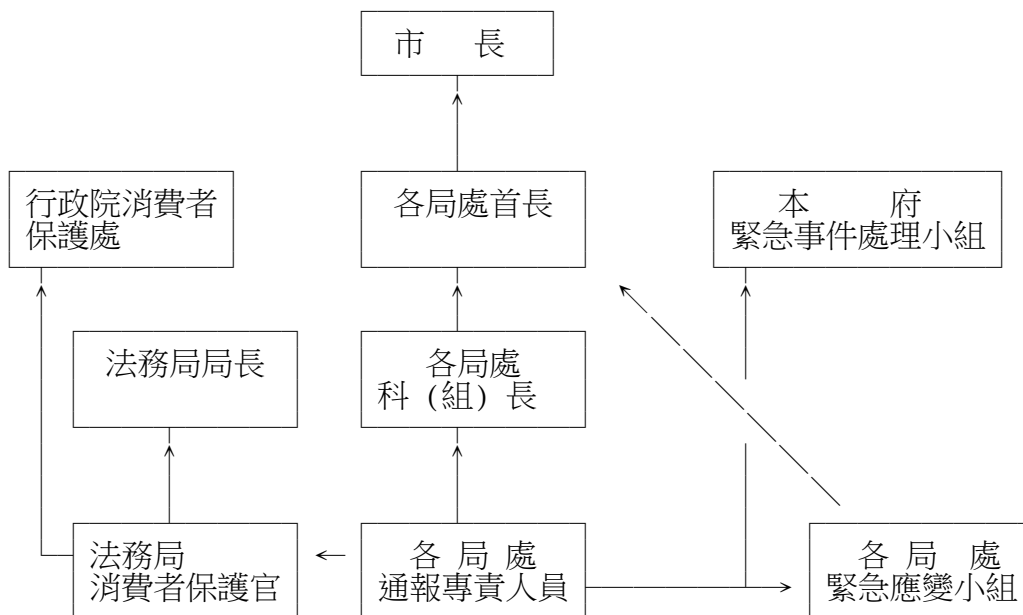 市 長
行政院消費者
保護處
各局處首長
本 府
緊急事件處理小組
法務局局長
各局處
科 (組) 長
法務局
消費者保護官
各 局 處
通報專責人員
各 局 處
緊急應變小組